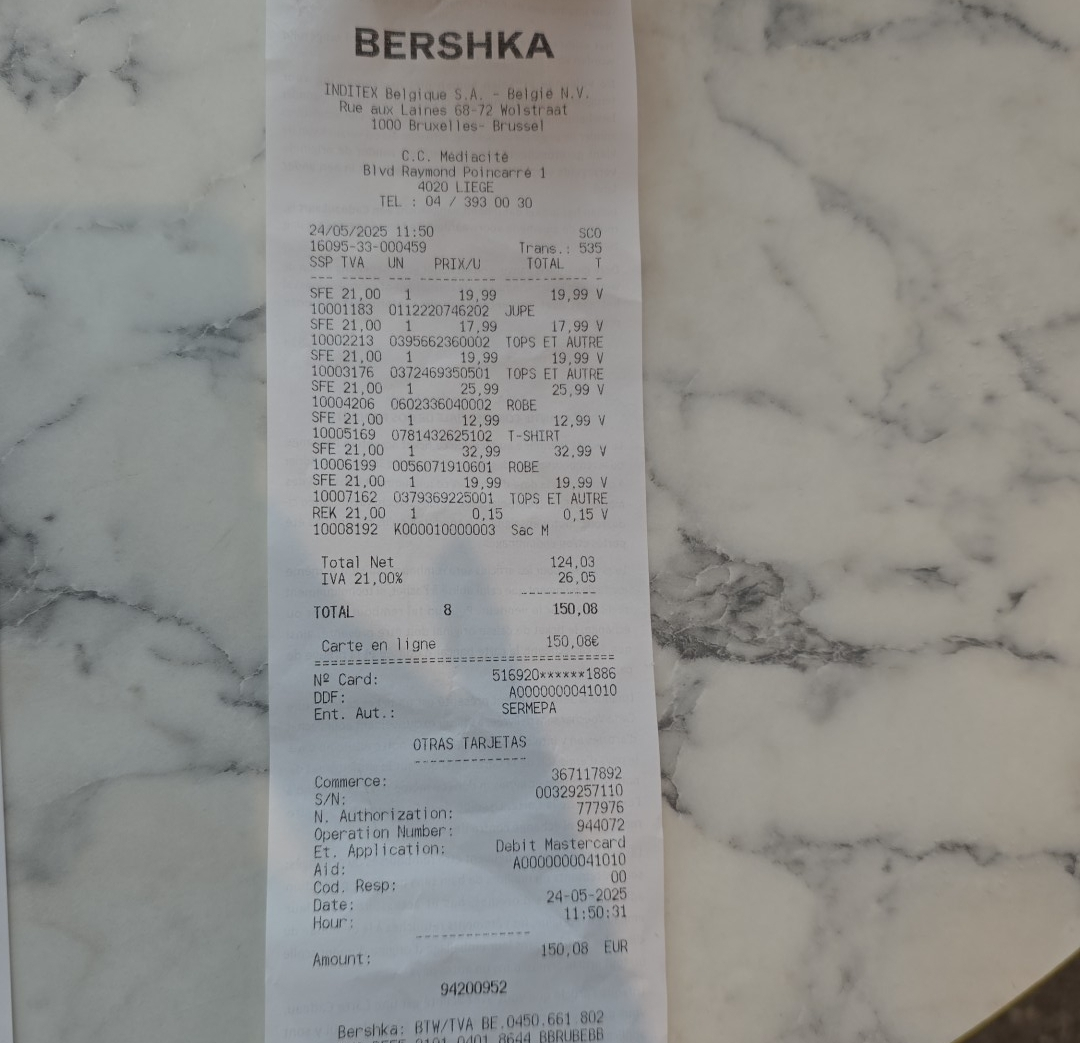 BERSHKA
INDITEX Belgique S.A. - België N.V.
Rue aux Laines 68-72 Wolstraat
1000 Bruxelles- Brussel
C.C. Mediacitè
Blvd Raymond Poincarré 1
4020 LIEGE
TEL : 04 / 393 00 30
24/05/2025 11:50 SCO
16095-33-000459 Trans.: 535
SSP TVA UN PRIX/U TOTAL T
--- ----- --- --------- ------------ -
SFE 21,00 1 19,99 19,99 V
10001183 0112220746202 JUPE
SFE 21,00 1 17,99 17,99 V
10002213 0395662360002 TOPS ET AUTRE
SFE 21,00 1 19,99 19,99 V
10003176 0372469350501 TOPS ET AUTRE
SFE 21,00 1 25,99 25,99 V
10004206 0602336040002 ROBE
SFE 21,00 1 12,99 12,99 V
10005169 0781432625102 T-SHIRT
SFE 21,00 1 32,99 32,99 V
10006199 0056071910601 ROBE
SFE 21,00 1 19,99 19,99 V
10007162 0379369225001 TOPS ET AUTRE
REK 21,00 1 0,15 0,15 V
10008192 K000010000003 Sac M
Total Net 124,03
IVA 21,00% 26,05
----------
TOTAL 8 150,08
Carte en ligne 150,08€
========================================
Nº Card: 516920******1886
DDF: A0000000041010
Ent. Aut.: SERMEPA
OTRAS TARJETAS
--------------
Commerce: 367117892
S/N: 00329257110
N. Authorization: 777976
Operation Number: 944072
Et. Application: Debit Mastercard
Aid: A0000000041010
Cod. Resp: 00
Date: 24-05-2025
Hour: 11:50:31
--------------
Amount: 150,08 EUR
94200952
Bershka: BTW/TVA BE.0450.661 802
0401 8644 BBRUBEBB